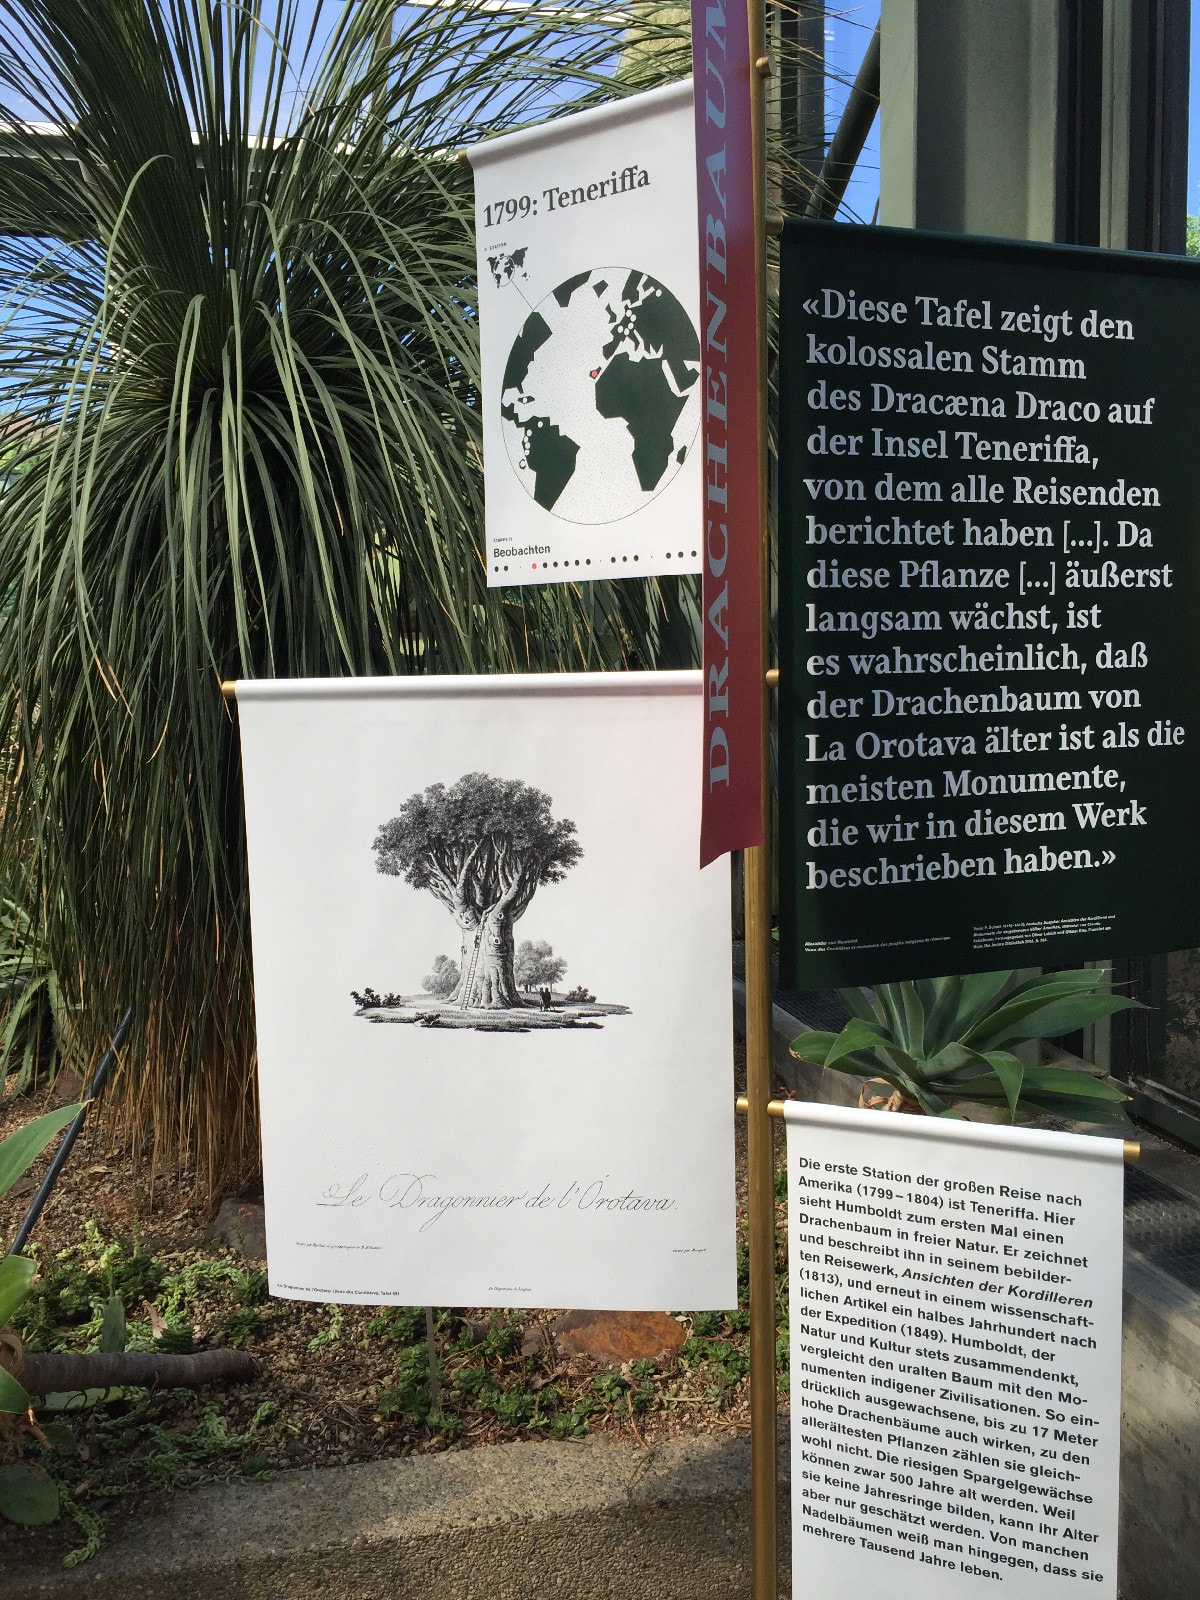 1799: Teneriffa
1. STATION
Beobachten
DRACHENBAUM
«Diese Tafel zeigt den
kolossalen Stamm
des Dracæna Draco auf
der Insel Teneriffa,
von dem alle Reisenden
berichtet haben [...]. Da
diese Pflanze [...] äußerst
langsam wächst, ist
es wahrscheinlich, daß
der Drachenbaum von
La Orotava älter ist als die
meisten Monumente,
die wir in diesem Werk
beschrieben haben.»
Alexander von Humboldt
Le Dragonnier de l'Orotava.
Le Dragonnier de l'Orotava
Die erste Station der großen Reise nach
Amerika (1799–1804) ist Teneriffa. Hier
sieht Humboldt zum ersten Mal einen
Drachenbaum in freier Natur. Er zeichnet
und beschreibt ihn in seinem bebilder-
ten Reisewerk, Ansichten der Kordilleren
(1813), und erneut in einem wissenschaft-
lichen Artikel ein halbes Jahrhundert nach
der Expedition (1849). Humboldt, der
Natur und Kultur stets zusammendenkt,
vergleicht den uralten Baum mit den Mo-
numenten indigener Zivilisationen. So ein-
drücklich ausgewachsene, bis zu 17 Meter
hohe Drachenbäume auch wirken, zu den
allerältesten Pflanzen zählen sie gleich-
wohl nicht. Die riesigen Spargelgewächse
können zwar 500 Jahre alt werden. Weil
sie keine Jahresringe bilden, kann ihr Alter
aber nur geschätzt werden. Von manchen
Nadelbäumen weiß man hingegen, dass sie
mehrere Tausend Jahre leben.